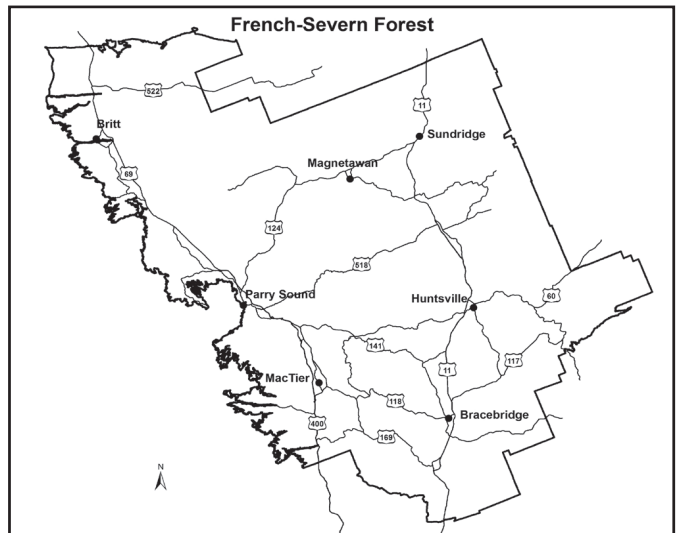 French-Severn Forest
522
11
Britt
Sundridge
Magnetawan
69
124
518
Parry Sound
Huntsville
60
141
11
117
MacTier
118
Bracebridge
400
169
N